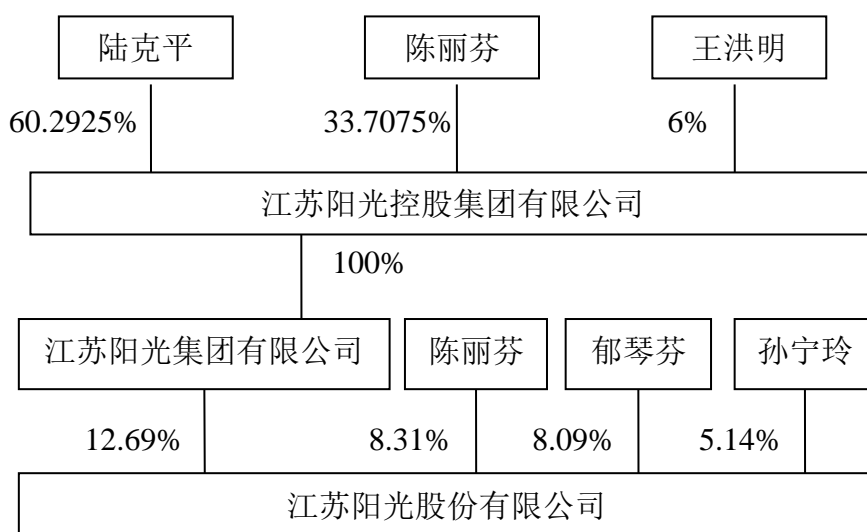 陆克平 陈丽芬 王洪明
60.2925% 33.7075% 6%
江苏阳光控股集团有限公司
100%
江苏阳光集团有限公司 陈丽芬 郁琴芬 孙宁玲
12.69% 8.31% 8.09% 5.14%
江苏阳光股份有限公司